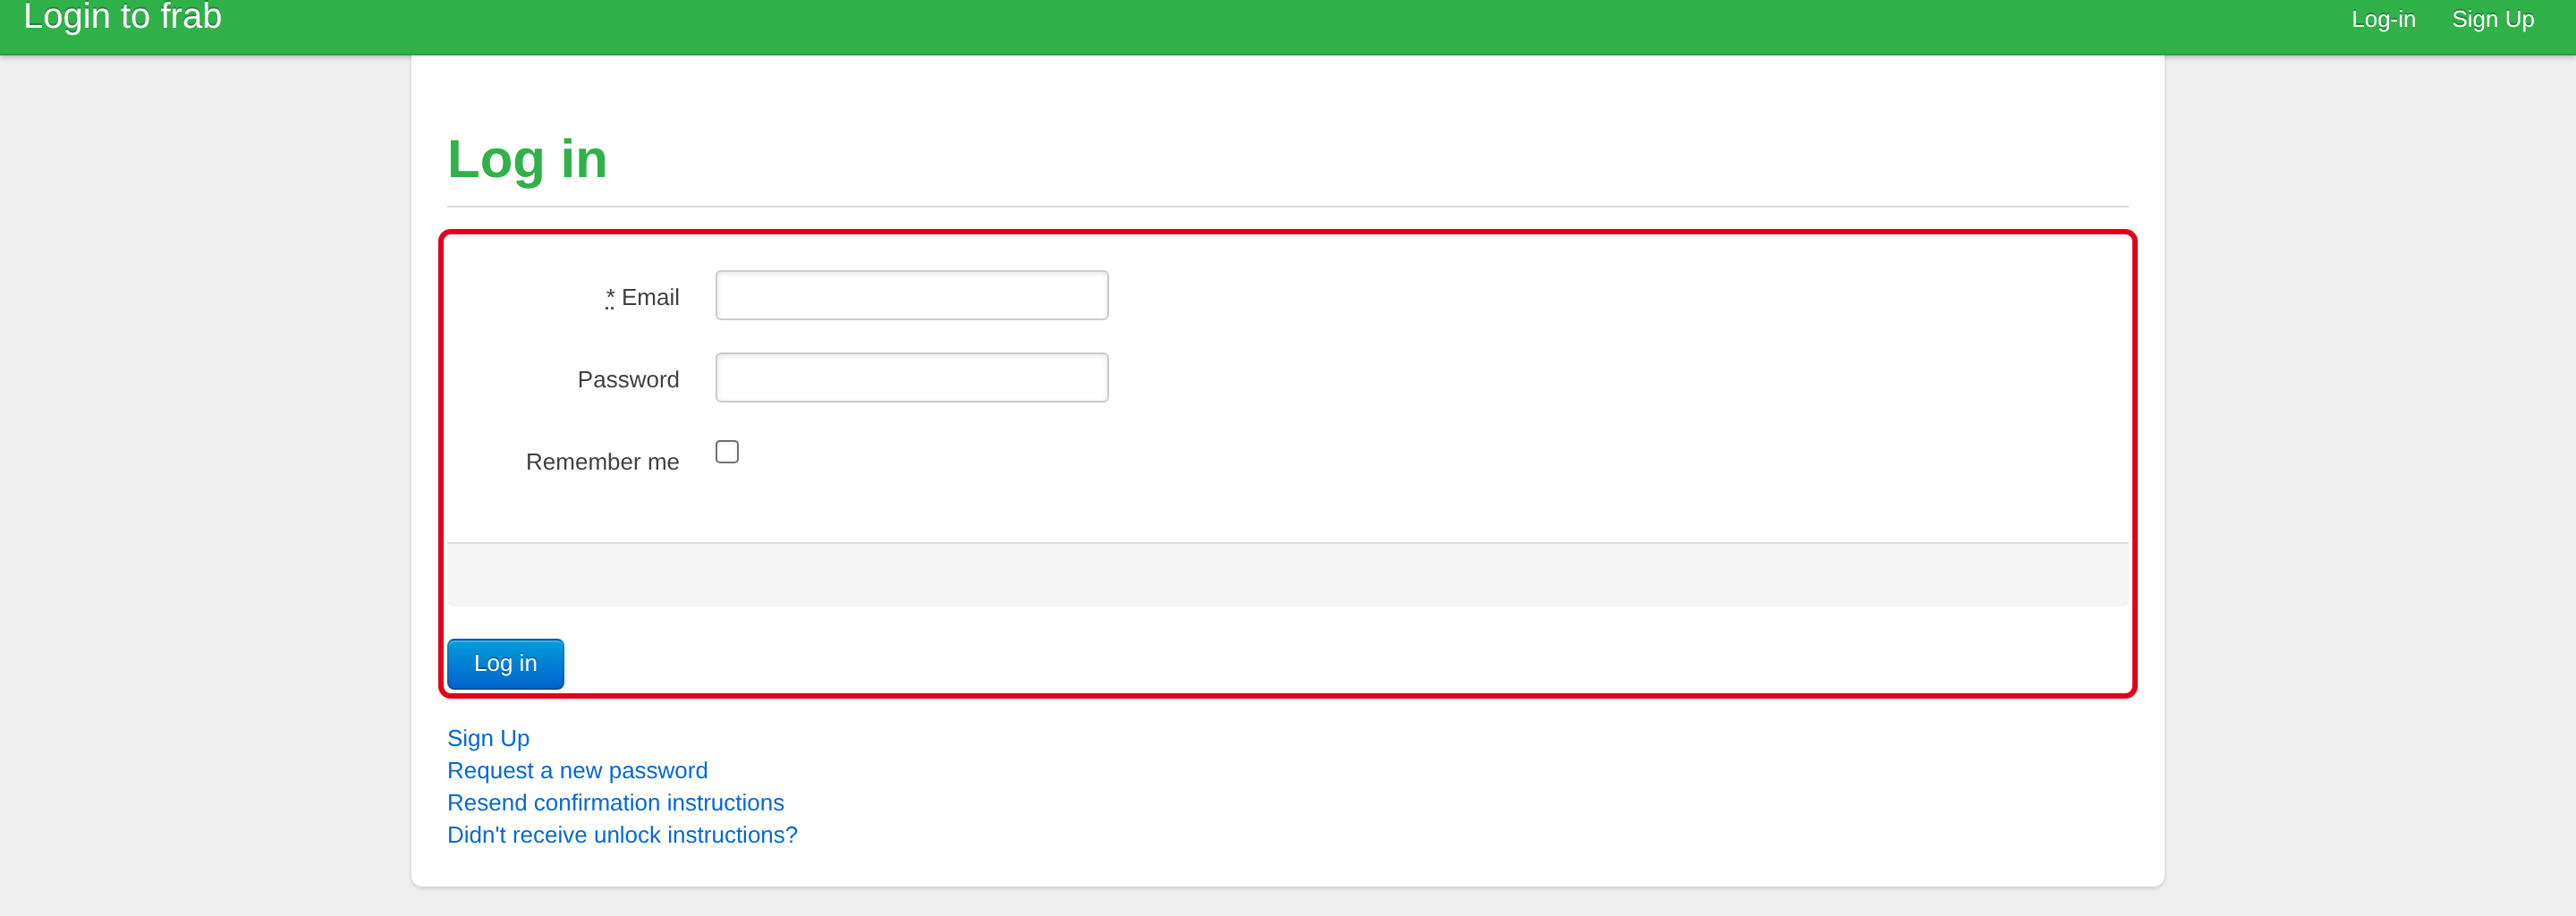 Login to frab
Log-in Sign Up
Log in
* Email
Password
Remember me
Log in
Sign Up
Request a new password
Resend confirmation instructions
Didn't receive unlock instructions?